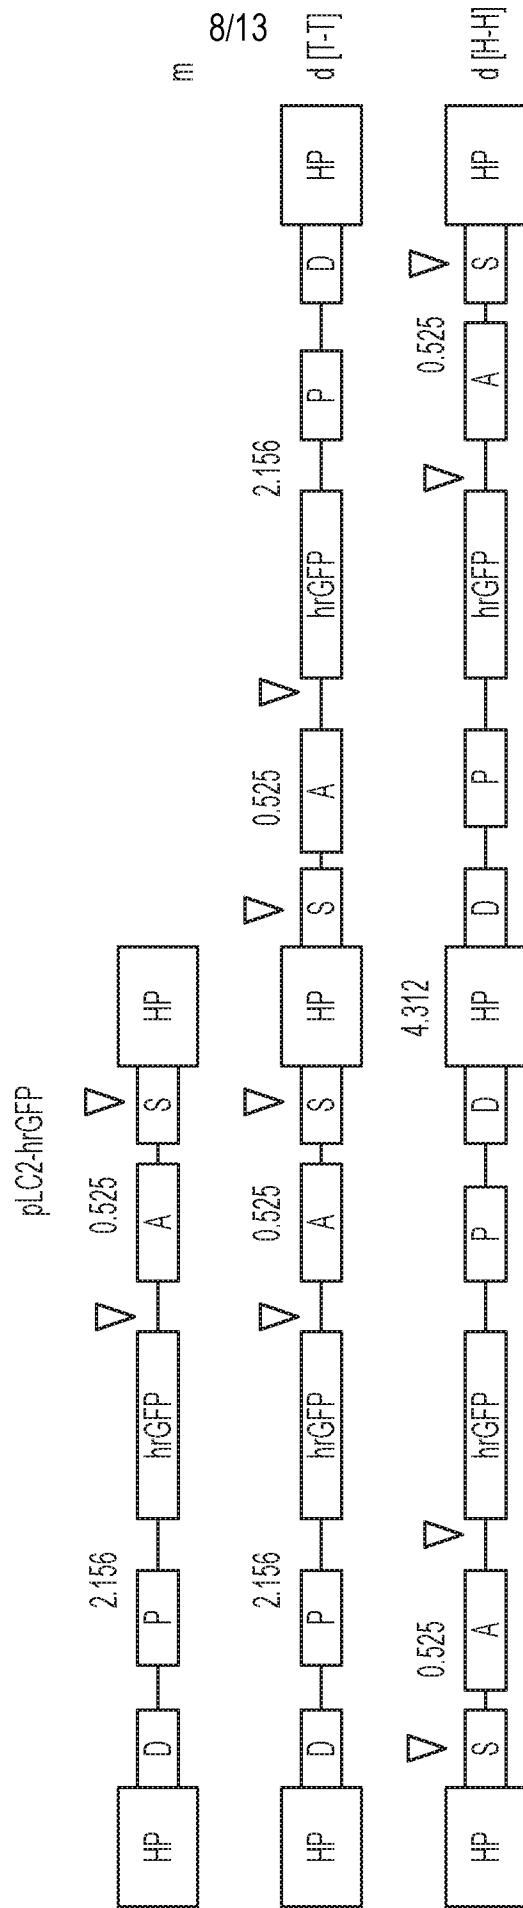 8/13
pLC2-hrGFP
2.156 0.525
HP D P hrGFP A S HP m
2.156 0.525 0.525 2.156
HP D P hrGFP A S HP S A hrGFP P D HP d [T-T]
0.525 4.312 0.525
HP S A hrGFP P D HP D P hrGFP A S HP d [H-H]